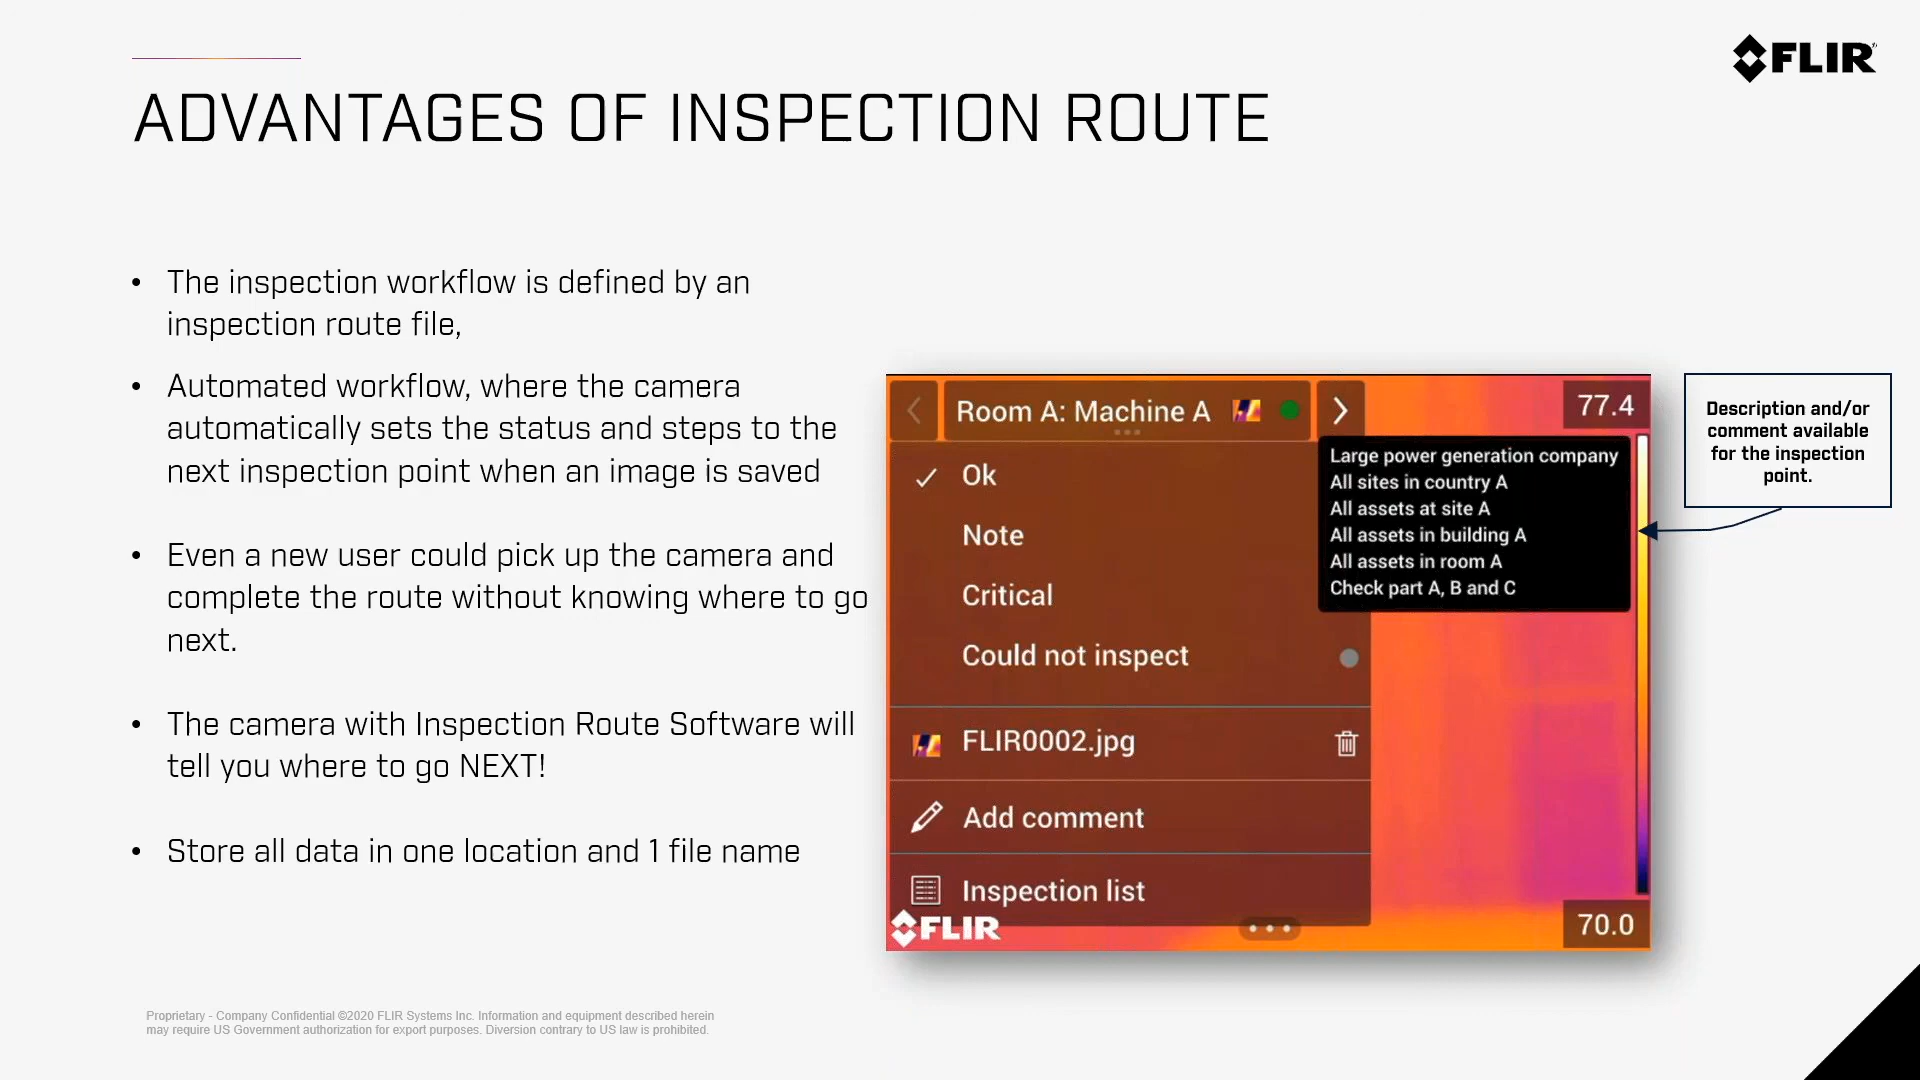 FLIR
ADVANTAGES OF INSPECTION ROUTE
• The inspection workflow is defined by an
inspection route file,
• Automated workflow, where the camera
automatically sets the status and steps to the
next inspection point when an image is saved
• Even a new user could pick up the camera and
complete the route without knowing where to go
next.
• The camera with Inspection Route Software will
tell you where to go NEXT!
• Store all data in one location and 1 file name
Room A: Machine A
77.4
Ok
Note
Critical
Could not inspect
FLIR0002.jpg
Add comment
Inspection list
FLIR
Large power generation company
All sites in country A
All assets at site A
All assets in building A
All assets in room A
Check part A, B and C
70.0
Description and/or
comment available
for the inspection
point.
Proprietary - Company Confidential ©2020 FLIR Systems Inc. Information and equipment described herein
may require US Government authorization for export purposes. Diversion contrary to US law is prohibited.